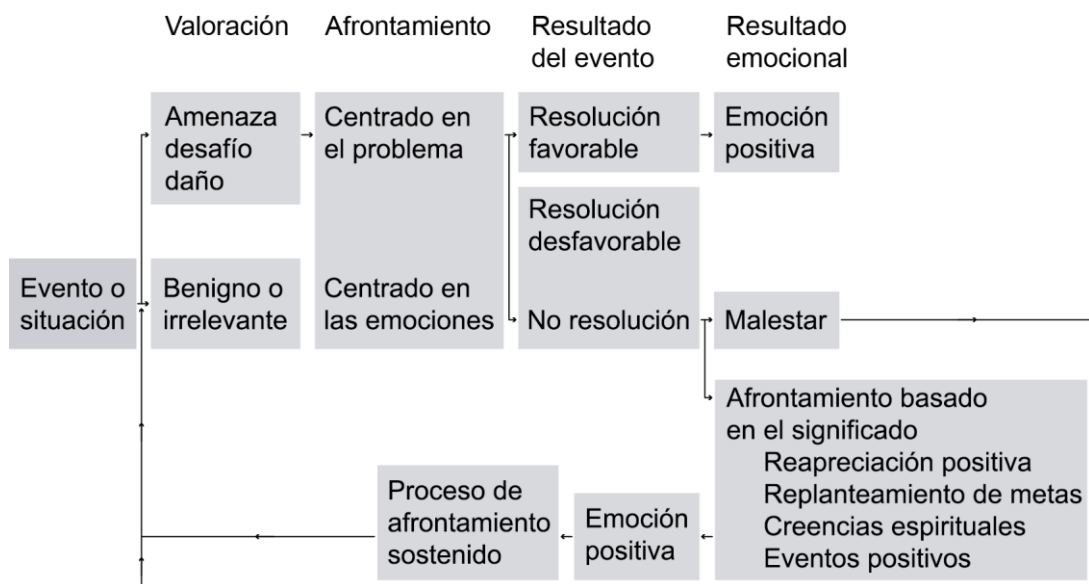 Valoración
Afrontamiento
Resultado
del evento
Resultado
emocional
Amenaza
desafío
daño
Centrado en
el problema
Resolución
favorable
Emoción
positiva
Resolución
desfavorable
Evento o
situación
Benigno o
irrelevante
Centrado en
las emociones
No resolución
Malestar
Afrontamiento basado
en el significado
Reapreciación positiva
Replanteamiento de metas
Creencias espirituales
Eventos positivos
Emoción
positiva
Proceso de
afrontamiento
sostenido